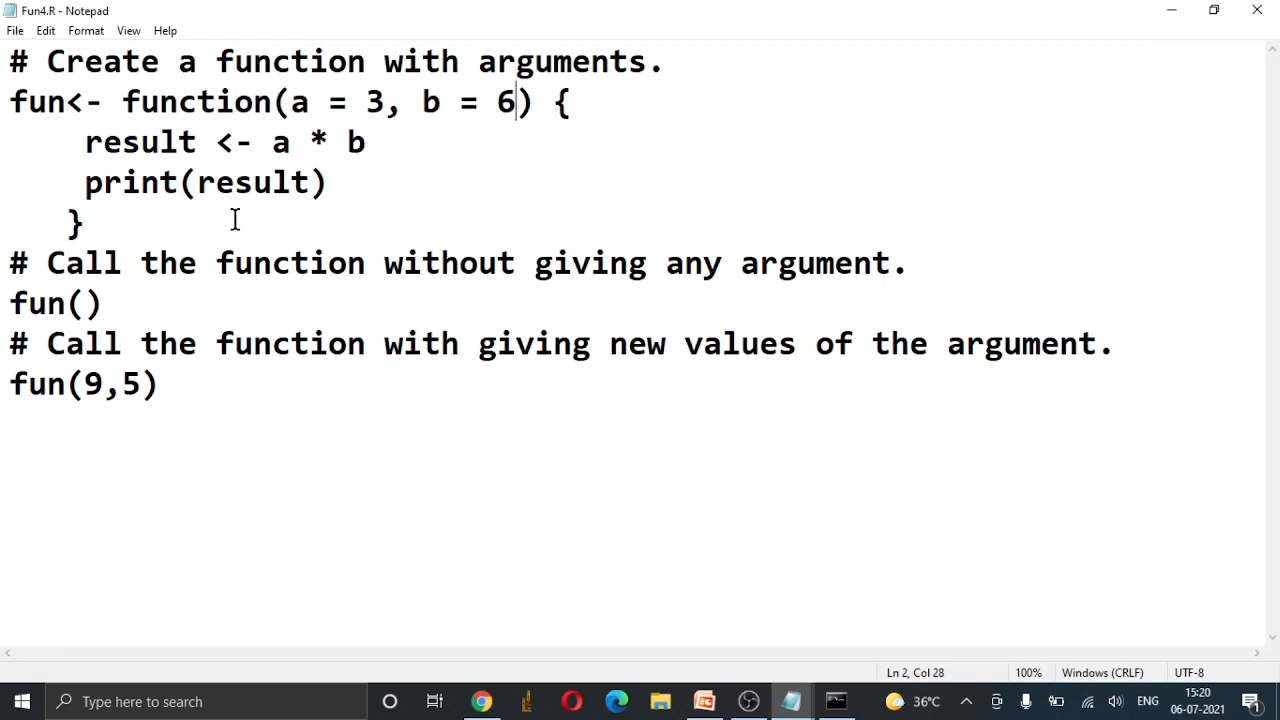 Fun4.R - Notepad
File Edit Format View Help
# Create a function with arguments.
fun<- function(a = 3, b = 6) {
    result <- a * b
    print(result)
   }
# Call the function without giving any argument.
fun()
# Call the function with giving new values of the argument.
fun(9,5)
Ln 2, Col 28 100% Windows (CRLF) UTF-8
Type here to search 36°C ENG 15:20
06-07-2021 1